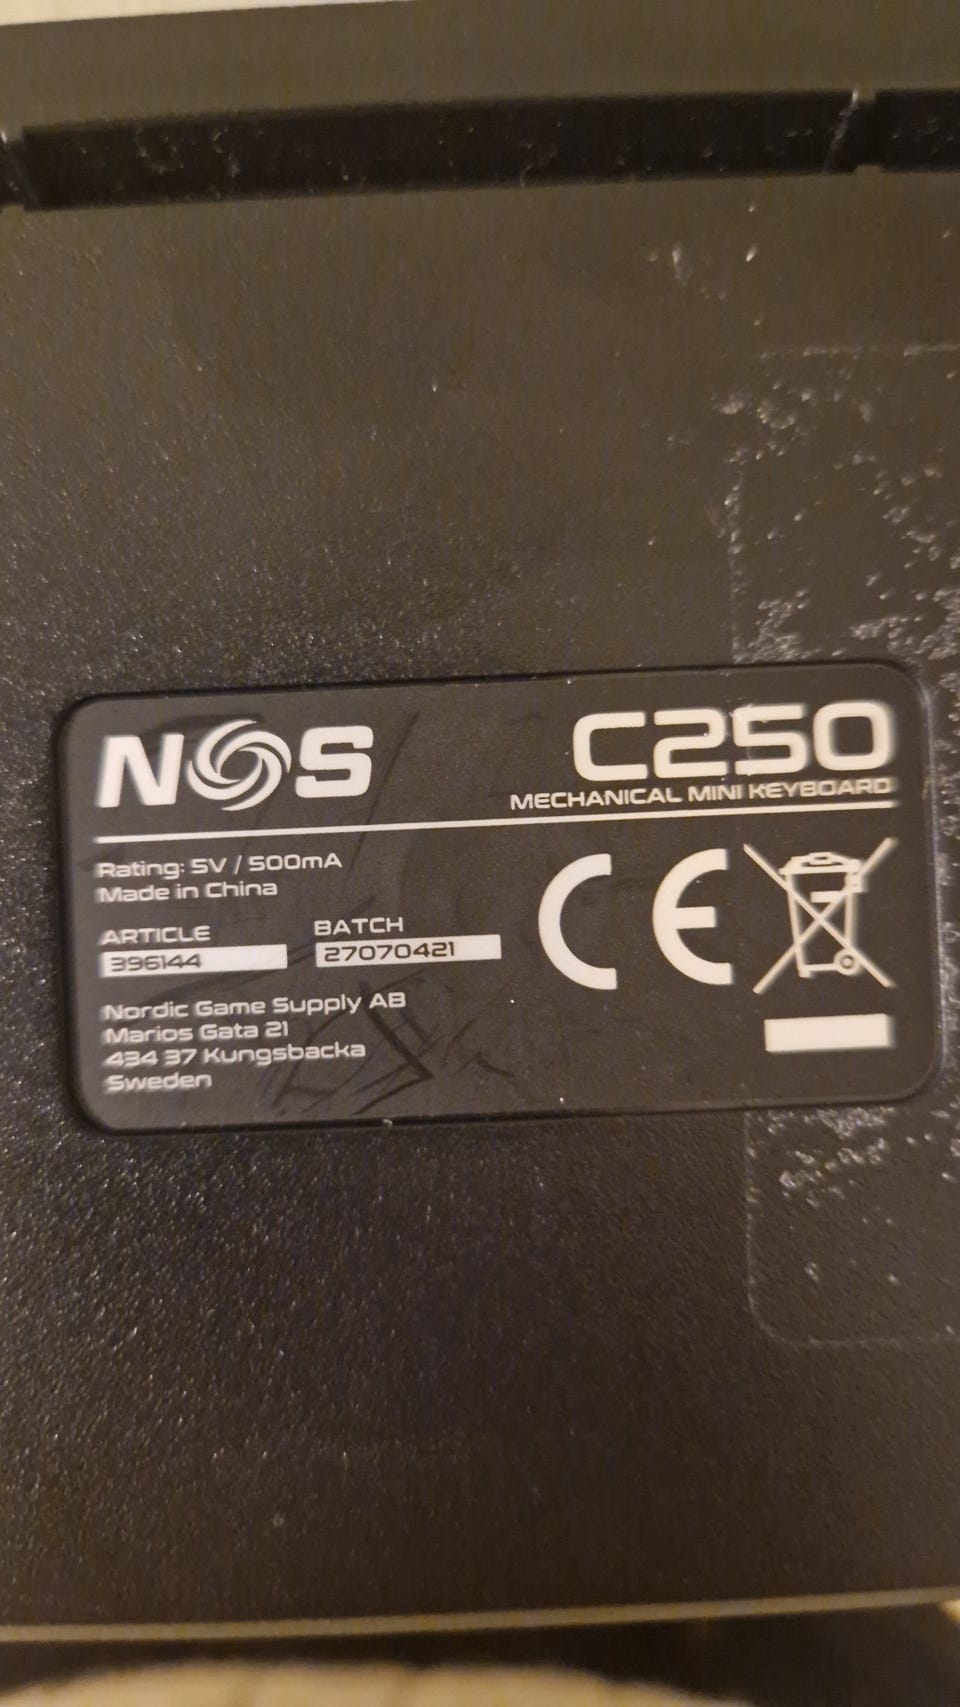 NOS
C250
MECHANICAL MINI KEYBOARD
Rating: 5V / 500mA
Made in China
ARTICLE
396144
BATCH
27070421
Nordic Game Supply AB
Marios Gata 21
434 37 Kungsbacka
Sweden
CE